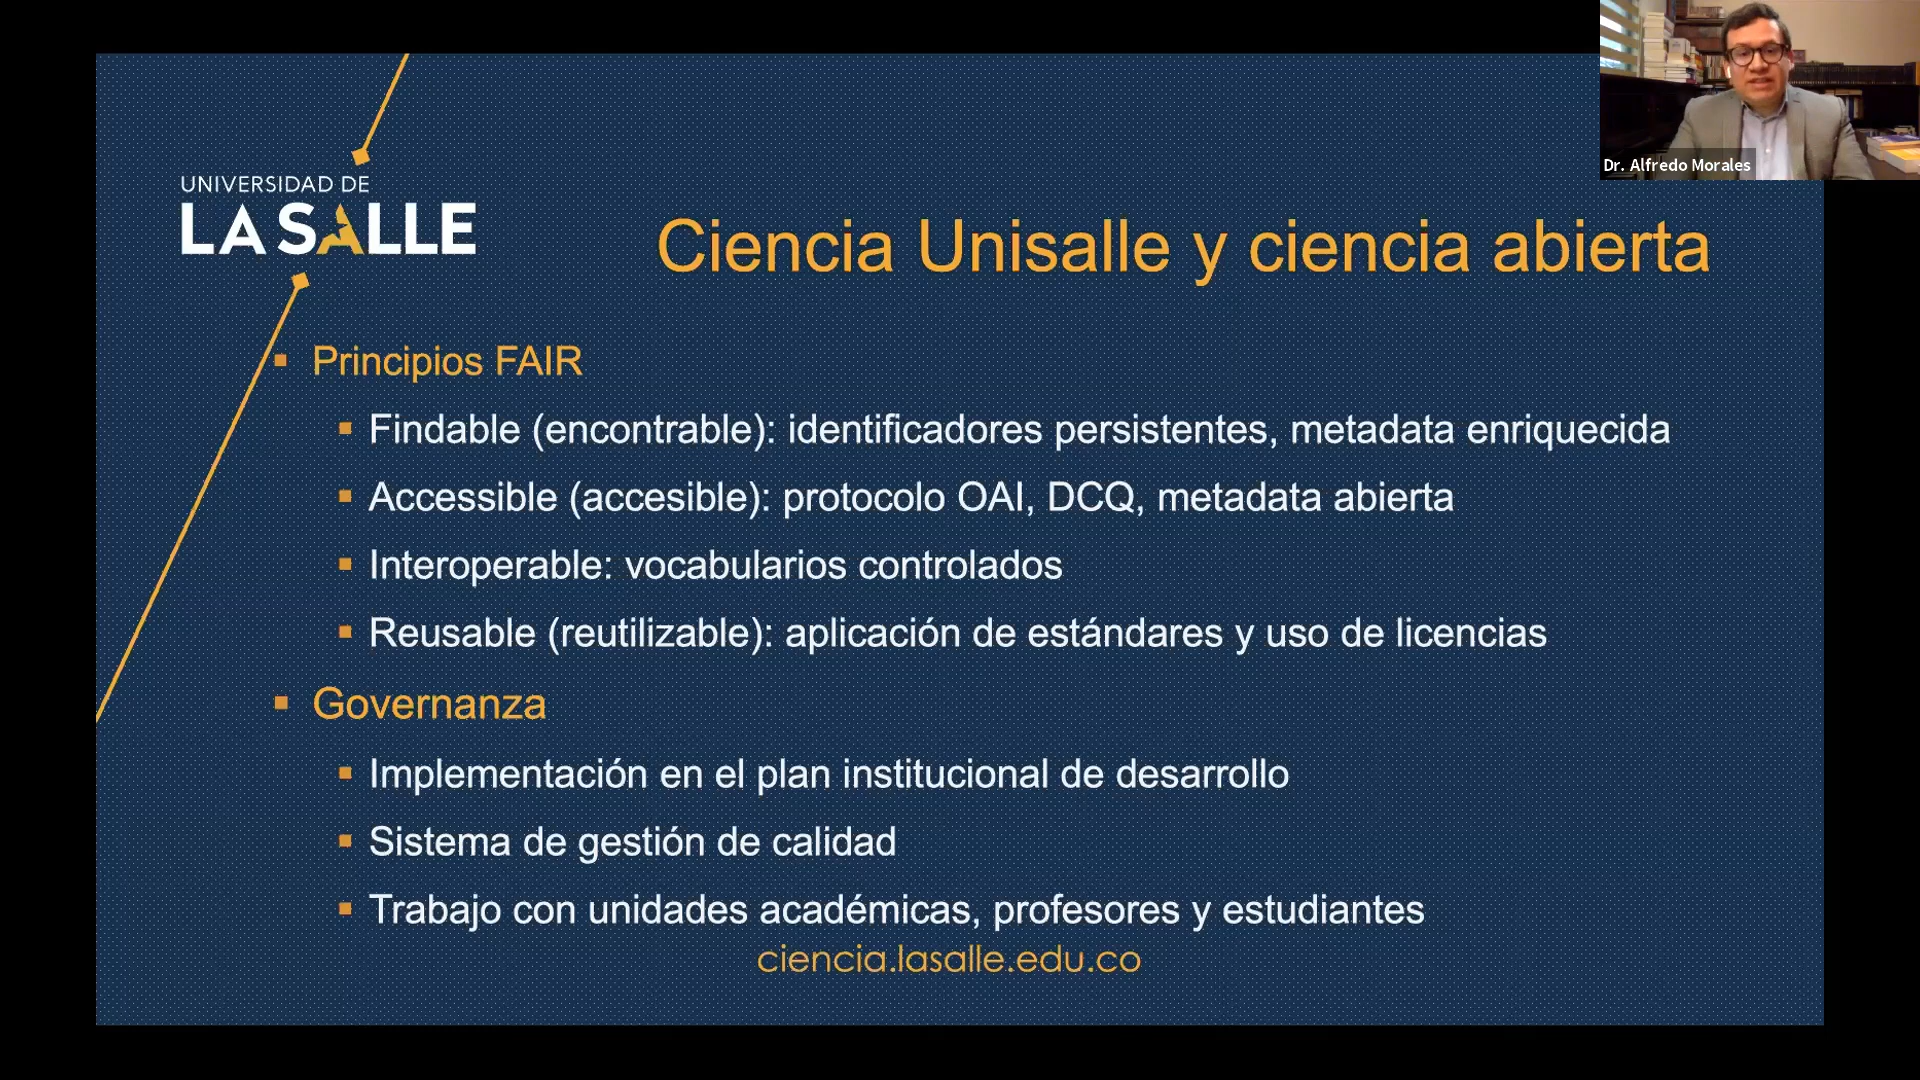 Dr. Alfredo Morales
UNIVERSIDAD DE
LA SALLE
Ciencia Unisalle y ciencia abierta
Principios FAIR
Findable (encontrable): identificadores persistentes, metadata enriquecida
Accessible (accesible): protocolo OAI, DCQ, metadata abierta
Interoperable: vocabularios controlados
Reusable (reutilizable): aplicación de estándares y uso de licencias
Governanza
Implementación en el plan institucional de desarrollo
Sistema de gestión de calidad
Trabajo con unidades académicas, profesores y estudiantes
ciencia.lasalle.edu.co